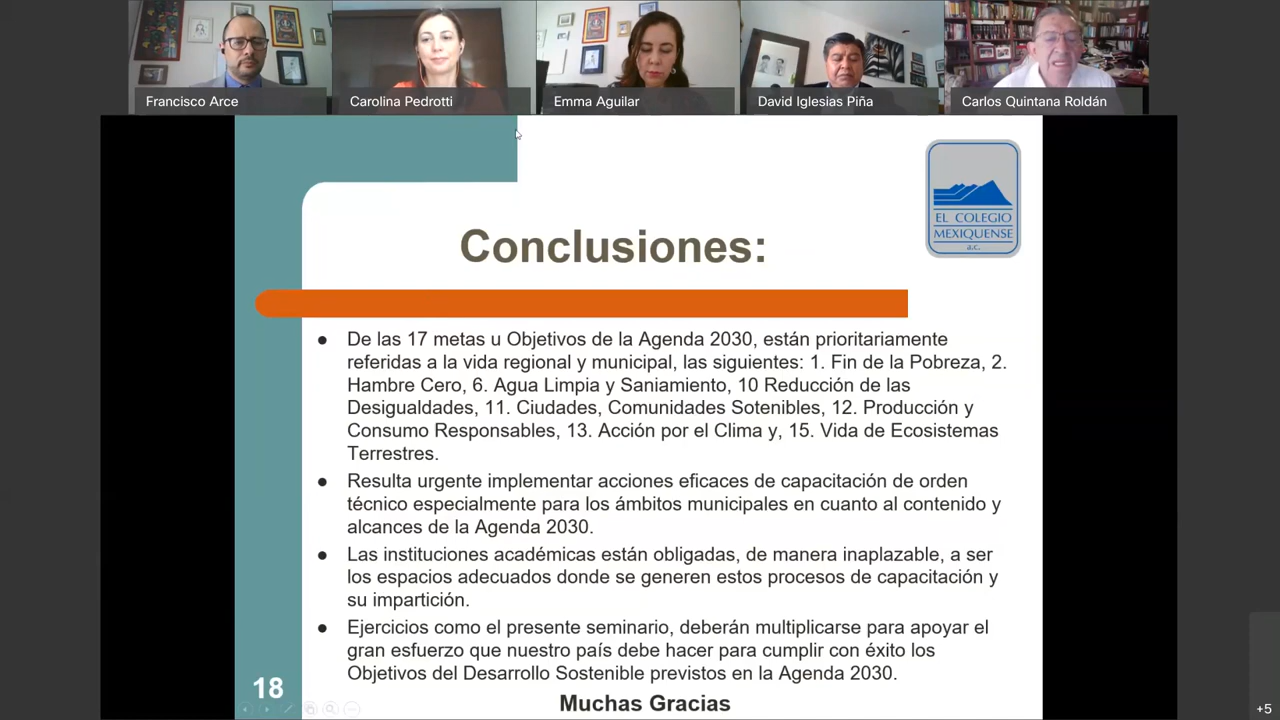 Francisco Arce
Carolina Pedrotti
Emma Aguilar
David Iglesias Piña
Carlos Quintana Roldán
EL COLEGIO
MEXIQUENSE
a.c.
Conclusiones:
● De las 17 metas u Objetivos de la Agenda 2030, están prioritariamente
referidas a la vida regional y municipal, las siguientes: 1. Fin de la Pobreza, 2.
Hambre Cero, 6. Agua Limpia y Saniamiento, 10 Reducción de las
Desigualdades, 11. Ciudades, Comunidades Sotenibles, 12. Producción y
Consumo Responsables, 13. Acción por el Clima y, 15. Vida de Ecosistemas
Terrestres.
● Resulta urgente implementar acciones eficaces de capacitación de orden
técnico especialmente para los ámbitos municipales en cuanto al contenido y
alcances de la Agenda 2030.
● Las instituciones académicas están obligadas, de manera inaplazable, a ser
los espacios adecuados donde se generen estos procesos de capacitación y
su impartición.
● Ejercicios como el presente seminario, deberán multiplicarse para apoyar el
gran esfuerzo que nuestro país debe hacer para cumplir con éxito los
Objetivos del Desarrollo Sostenible previstos en la Agenda 2030.
18
Muchas Gracias
+5